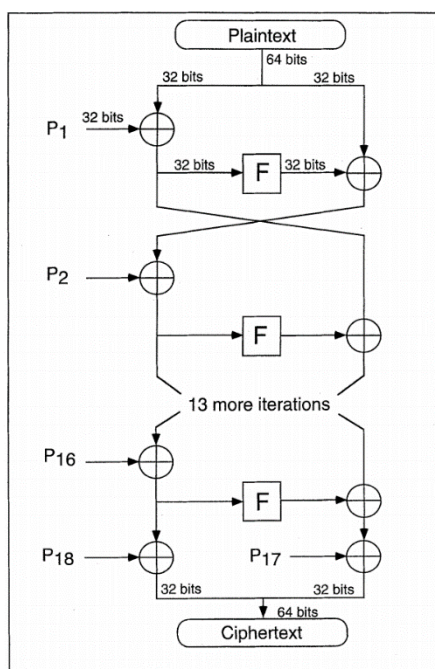 Plaintext
64 bits
32 bits 32 bits
P1 32 bits
32 bits F 32 bits
P2
F
13 more iterations
P16
F
P18 P17
32 bits 32 bits
64 bits
Ciphertext